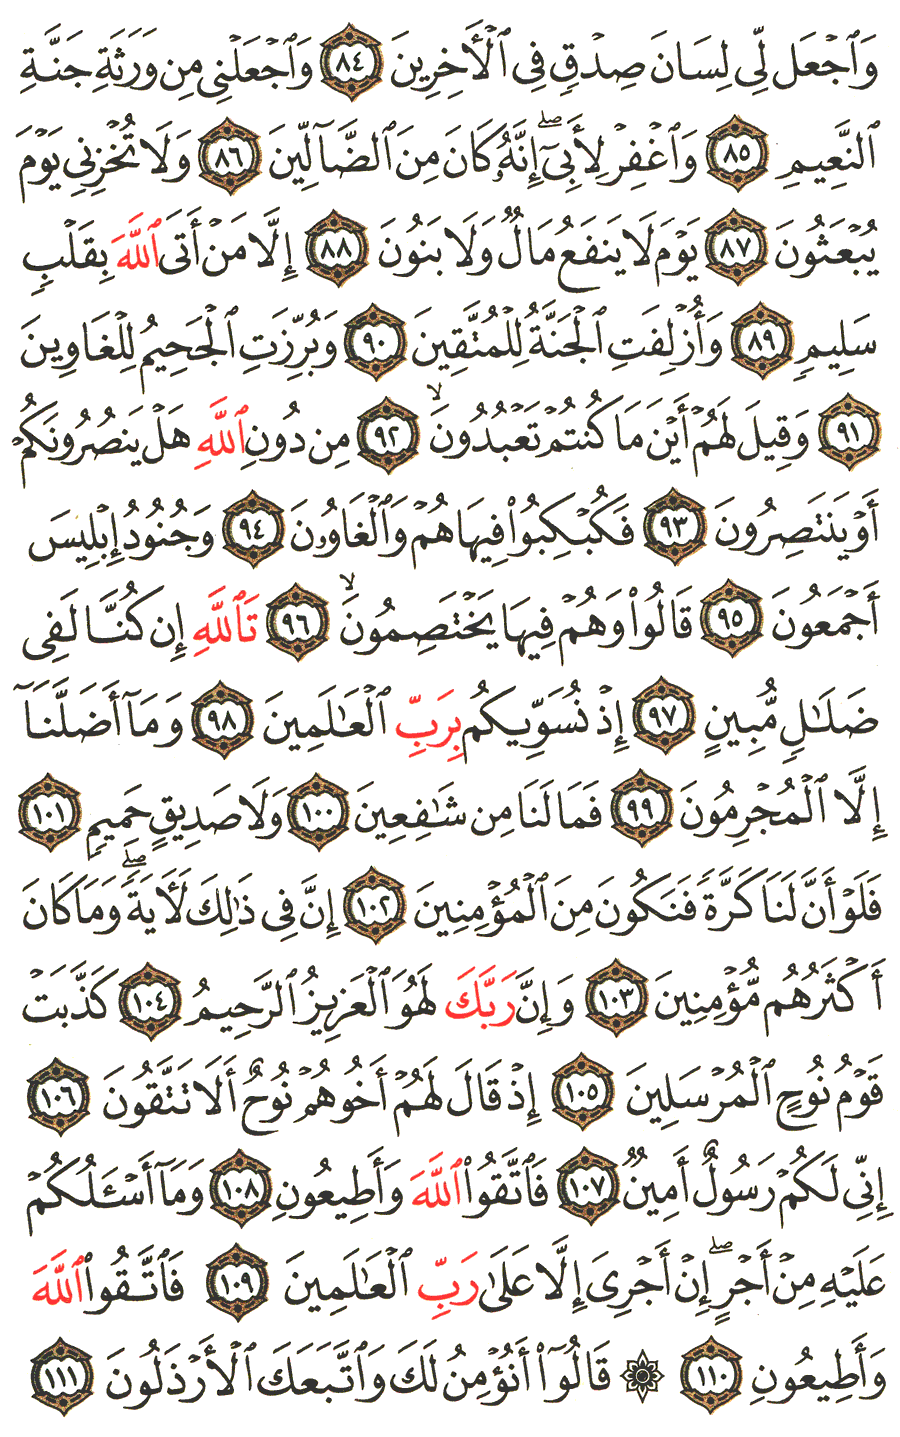 وَٱجْعَل لِّى لِسَانَ صِدْقٍ فِى ٱلْأَخِرِينَ ٨٤ وَٱجْعَلْنِى مِن وَرَثَةِ جَنَّةِ
ٱلنَّعِيمِ ٨٥ وَٱغْفِرْ لِأَبِىٓ إِنَّهُۥ كَانَ مِنَ ٱلضَّآلِّينَ ٨٦ وَلَا تُخْزِنِى يَوْمَ
يُبْعَثُونَ ٨٧ يَوْمَ لَا يَنفَعُ مَالٌ وَلَا بَنُونَ ٨٨ إِلَّا مَنْ أَتَى ٱللَّهَ بِقَلْبٍ
سَلِيمٍ ٨٩ وَأُزْلِفَتِ ٱلْجَنَّةُ لِلْمُتَّقِينَ ٩٠ وَبُرِّزَتِ ٱلْجَحِيمُ لِلْغَاوِينَ
٩١ وَقِيلَ لَهُمْ أَيْنَ مَا كُنتُمْ تَعْبُدُونَ ۙ ٩٢ مِن دُونِ ٱللَّهِ هَلْ يَنصُرُونَكُمْ
أَوْ يَنتَصِرُونَ ٩٣ فَكُبْكِبُوا۟ فِيهَا هُمْ وَٱلْغَاوُۥنَ ٩٤ وَجُنُودُ إِبْلِيسَ
أَجْمَعُونَ ٩٥ قَالُوا۟ وَهُمْ فِيهَا يَخْتَصِمُونَ ۙ ٩٦ تَٱللَّهِ إِن كُنَّا لَفِى
ضَلَـٰلٍ مُّبِينٍ ٩٧ إِذْ نُسَوِّيكُم بِرَبِّ ٱلْعَـٰلَمِينَ ٩٨ وَمَآ أَضَلَّنَآ
إِلَّا ٱلْمُجْرِمُونَ ٩٩ فَمَا لَنَا مِن شَـٰفِعِينَ ١٠٠ وَلَا صَدِيقٍ حَمِيمٍ ١٠١
فَلَوْ أَنَّ لَنَا كَرَّةً فَنَكُونَ مِنَ ٱلْمُؤْمِنِينَ ١٠٢ إِنَّ فِى ذَٰلِكَ لَأَيَةً ۖ وَمَا كَانَ
أَكْثَرُهُم مُّؤْمِنِينَ ١٠٣ وَإِنَّ رَبَّكَ لَهُوَ ٱلْعَزِيزُ ٱلرَّحِيمُ ١٠٤ كَذَّبَتْ
قَوْمُ نُوحٍ ٱلْمُرْسَلِينَ ١٠٥ إِذْ قَالَ لَهُمْ أَخُوهُمْ نُوحٌ أَلَا تَتَّقُونَ ١٠٦
إِنِّى لَكُمْ رَسُولٌ أَمِينٌ ١٠٧ فَٱتَّقُوا۟ ٱللَّهَ وَأَطِيعُونِ ١٠٨ وَمَآ أَسْـَٔلُكُمْ
عَلَيْهِ مِنْ أَجْرٍ ۖ إِنْ أَجْرِىَ إِلَّا عَلَىٰ رَبِّ ٱلْعَـٰلَمِينَ ١٠٩ فَٱتَّقُوا۟ ٱللَّهَ
وَأَطِيعُونِ ١١٠ ۞ قَالُوٓا۟ أَنُؤْمِنُ لَكَ وَٱتَّبَعَكَ ٱلْأَرْذَلُونَ ١١١